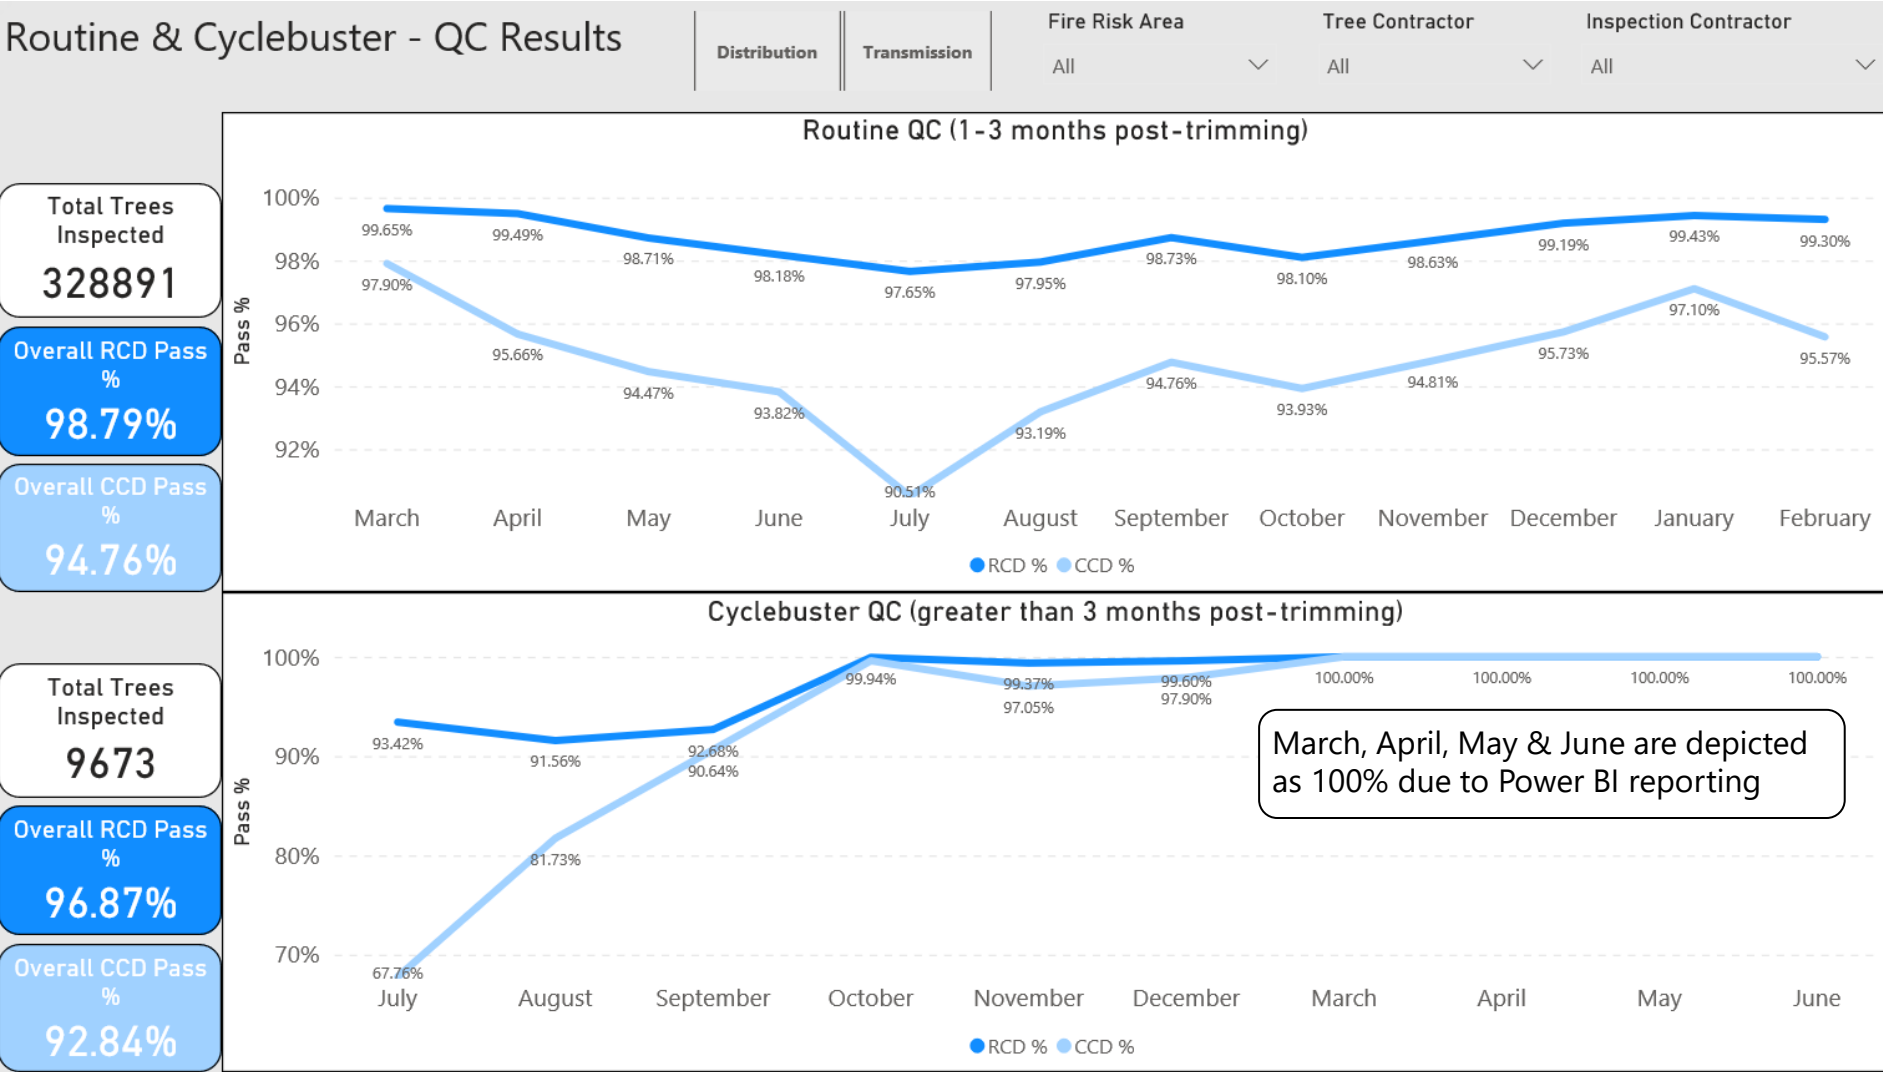 Routine & Cyclebuster - QC Results
Distribution
Transmission
Fire Risk Area
All
Tree Contractor
All
Inspection Contractor
All
Total Trees
Inspected
328891
Overall RCD Pass
%
98.79%
Overall CCD Pass
%
94.76%
Routine QC (1-3 months post-trimming)
Pass %
100%
98%
96%
94%
92%
99.65%
99.49%
98.71%
98.18%
97.65%
97.95%
98.73%
98.10%
98.63%
99.19%
99.43%
99.30%
97.90%
95.66%
94.47%
93.82%
90.51%
93.19%
94.76%
93.93%
94.81%
95.73%
97.10%
95.57%
March April May June July August September October November December January February
RCD % CCD %
Total Trees
Inspected
9673
Overall RCD Pass
%
96.87%
Overall CCD Pass
%
92.84%
Cyclebuster QC (greater than 3 months post-trimming)
Pass %
100%
90%
80%
70%
93.42%
91.56%
92.68%
99.94%
99.37%
99.60%
100.00%
100.00%
100.00%
100.00%
67.76%
81.73%
90.64%
97.05%
97.90%
March, April, May & June are depicted
as 100% due to Power BI reporting
July August September October November December March April May June
RCD % CCD %